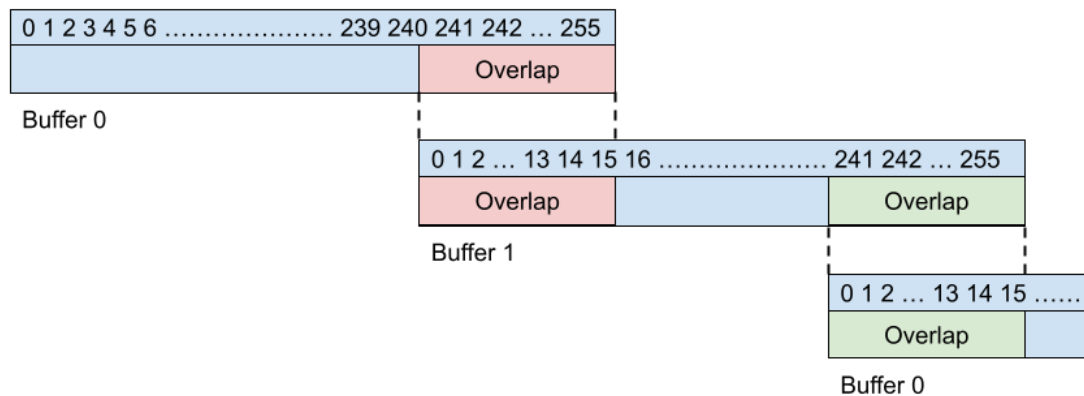 0 1 2 3 4 5 6 ...................... 239 240 241 242 ... 255
Overlap
Buffer 0
0 1 2 ... 13 14 15 16 ...................... 241 242 ... 255
Overlap Overlap
Buffer 1
0 1 2 ... 13 14 15 ......
Overlap
Buffer 0